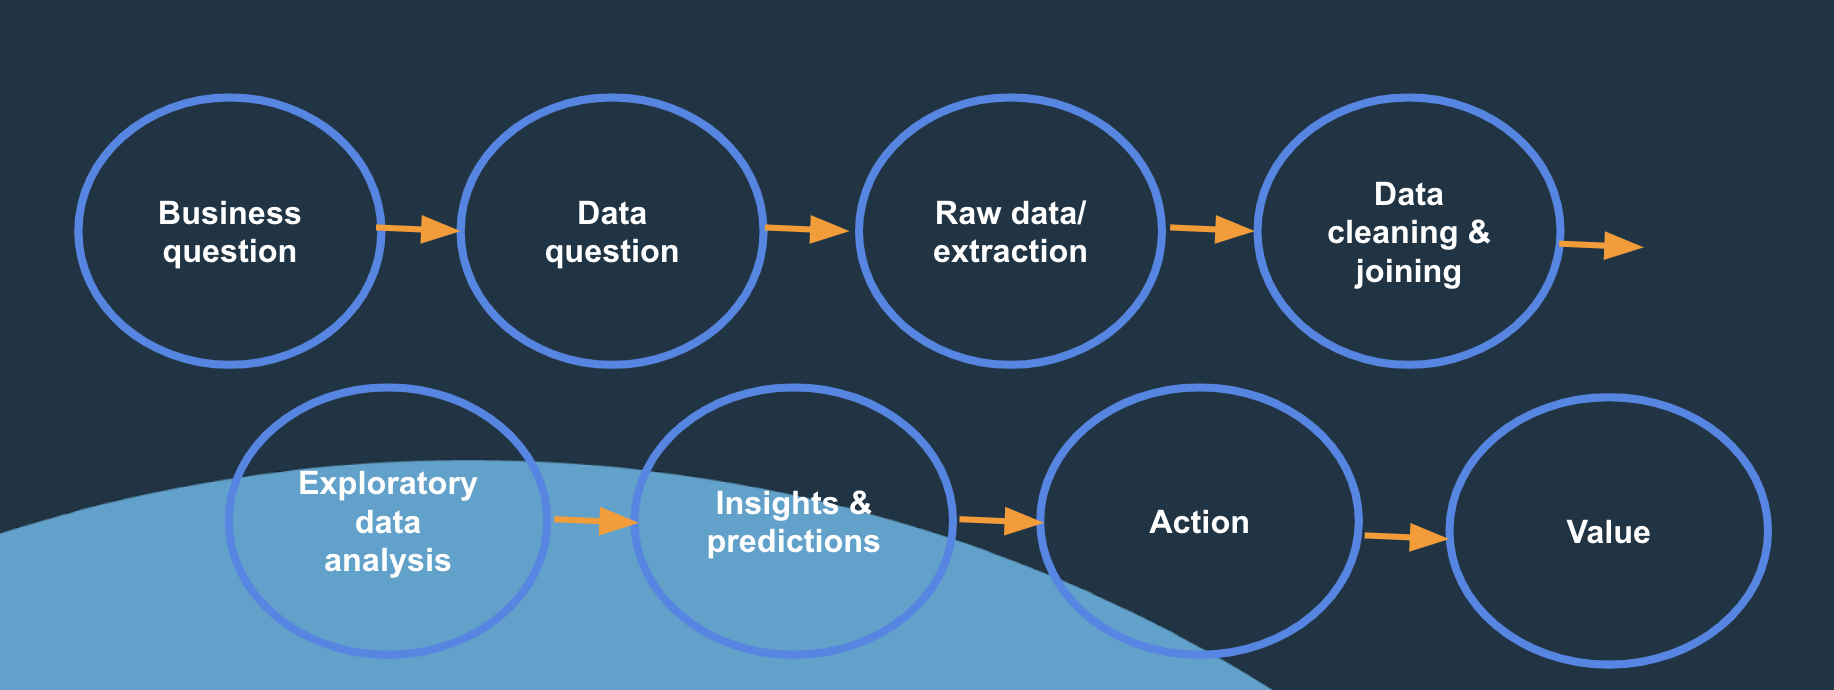 Business
question
Data
question
Raw data/
extraction
Data
cleaning &
joining
Exploratory
data
analysis
Insights &
predictions
Action
Value